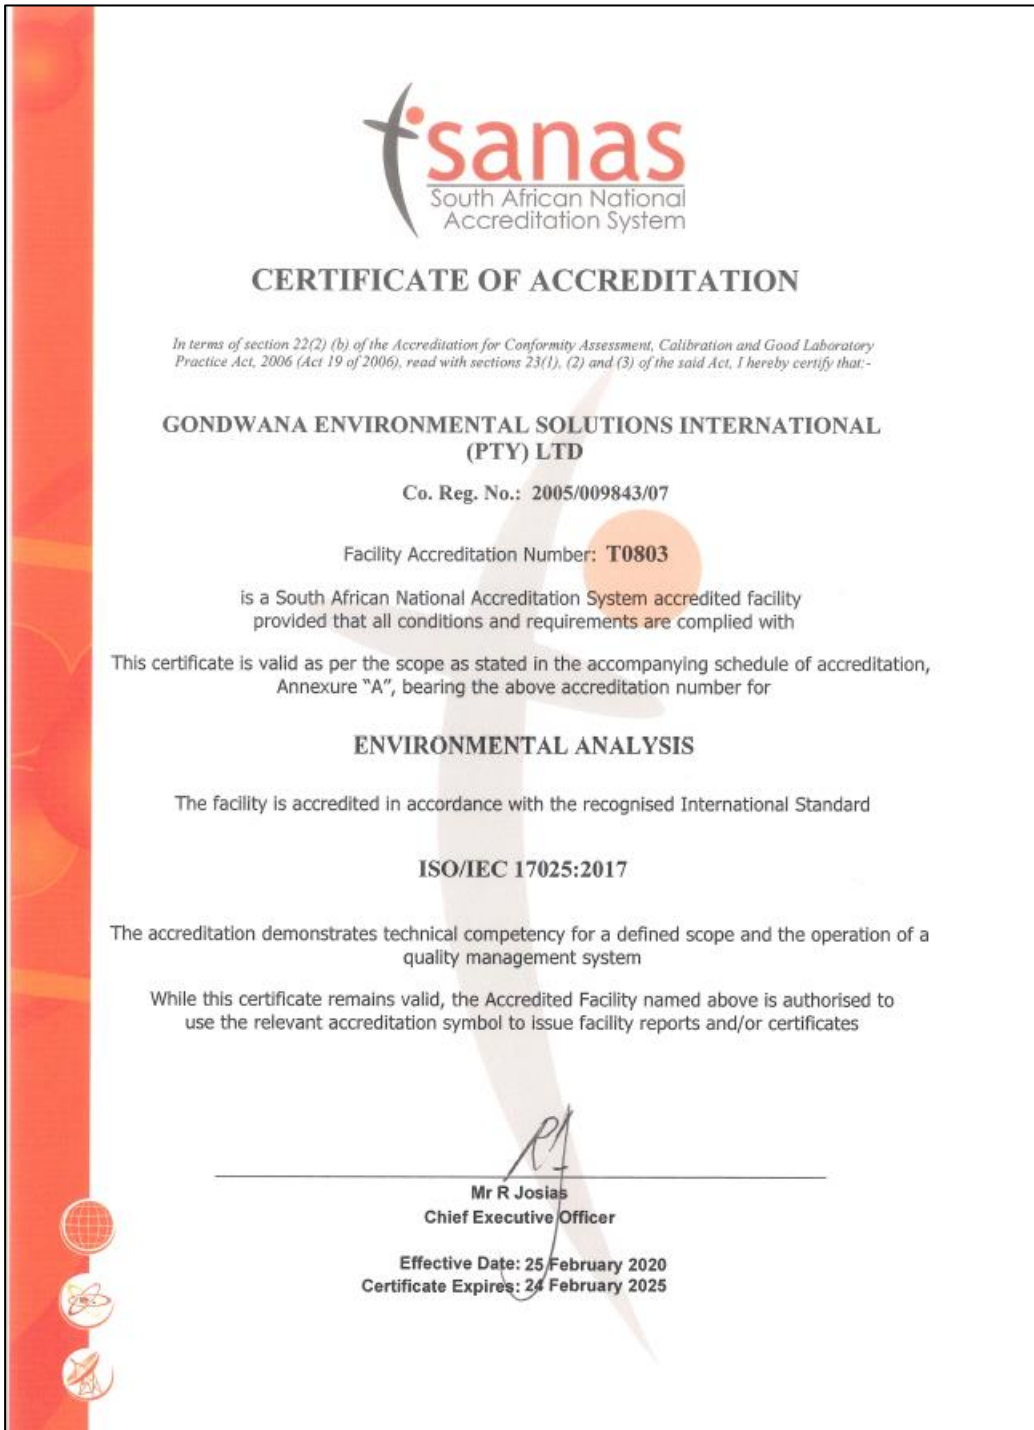 sanas
South African National
Accreditation System
CERTIFICATE OF ACCREDITATION
In terms of section 22(2) (b) of the Accreditation for Conformity Assessment, Calibration and Good Laboratory
Practice Act, 2006 (Act 19 of 2006), read with sections 23(1), (2) and (3) of the said Act, I hereby certify that:-
GONDWANA ENVIRONMENTAL SOLUTIONS INTERNATIONAL
(PTY) LTD
Co. Reg. No.: 2005/009843/07
Facility Accreditation Number: T0803
is a South African National Accreditation System accredited facility
provided that all conditions and requirements are complied with
This certificate is valid as per the scope as stated in the accompanying schedule of accreditation,
Annexure “A”, bearing the above accreditation number for
ENVIRONMENTAL ANALYSIS
The facility is accredited in accordance with the recognised International Standard
ISO/IEC 17025:2017
The accreditation demonstrates technical competency for a defined scope and the operation of a
quality management system
While this certificate remains valid, the Accredited Facility named above is authorised to
use the relevant accreditation symbol to issue facility reports and/or certificates
Mr R Josias
Chief Executive Officer
Effective Date: 25 February 2020
Certificate Expires: 24 February 2025